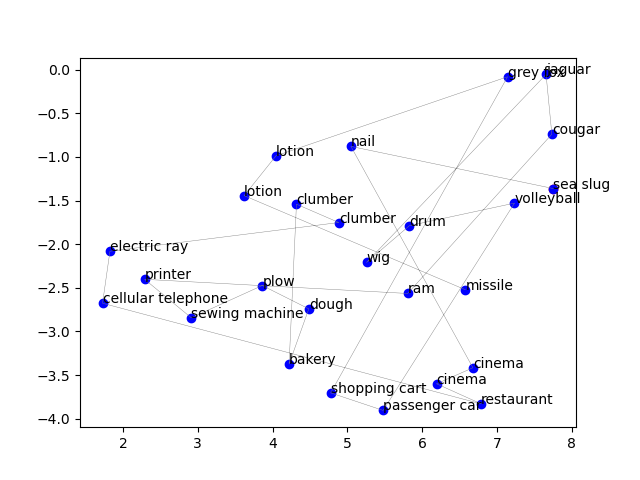 0.0
−0.5
−1.0
−1.5
−2.0
−2.5
−3.0
−3.5
−4.0
grey fox
jaguar
cougar
nail
lotion
sea slug
lotion
clumber
volleyball
clumber
drum
electric ray
wig
printer
plow
ram
missile
cellular telephone
sewing machine
dough
bakery
cinema
cinema
shopping cart
restaurant
passenger car
2 3 4 5 6 7 8